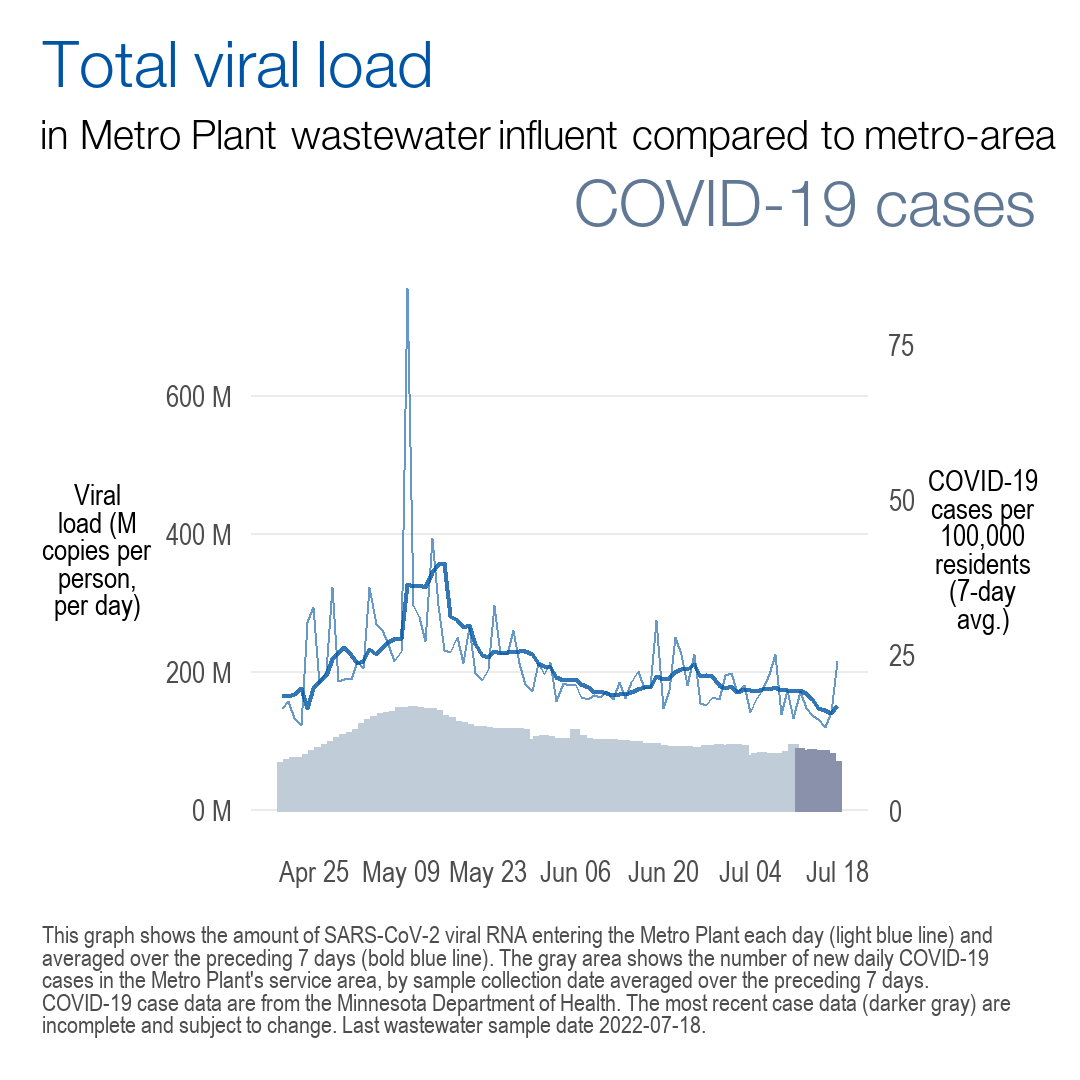 Total viral load
in Metro Plant wastewater influent compared to metro-area
COVID-19 cases
75
600 M
Viral
load (M
copies per
person,
per day)
COVID-19
cases per
100,000
residents
(7-day
avg.)
50
400 M
25
200 M
0 M
0
Apr 25 May 09 May 23 Jun 06 Jun 20 Jul 04 Jul 18
This graph shows the amount of SARS-CoV-2 viral RNA entering the Metro Plant each day (light blue line) and
averaged over the preceding 7 days (bold blue line). The gray area shows the number of new daily COVID-19
cases in the Metro Plant's service area, by sample collection date averaged over the preceding 7 days.
COVID-19 case data are from the Minnesota Department of Health. The most recent case data (darker gray) are
incomplete and subject to change. Last wastewater sample date 2022-07-18.